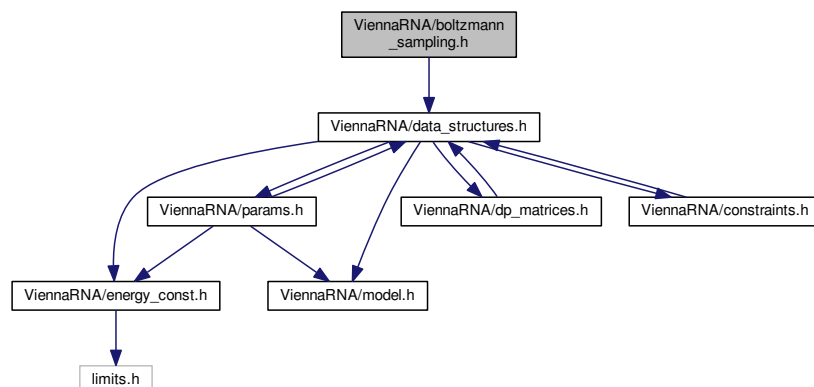 ViennaRNA/boltzmann
_sampling.h
ViennaRNA/data_structures.h
ViennaRNA/params.h
ViennaRNA/dp_matrices.h
ViennaRNA/constraints.h
ViennaRNA/energy_const.h
ViennaRNA/model.h
limits.h